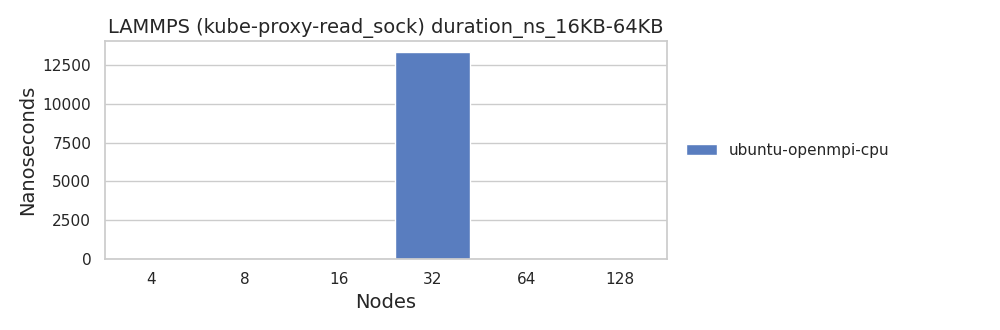 LAMMPS (kube-proxy-read_sock) duration_ns_16KB-64KB
Nanoseconds
12500
10000
7500
5000
2500
0
4 8 16 32 64 128
Nodes
ubuntu-openmpi-cpu